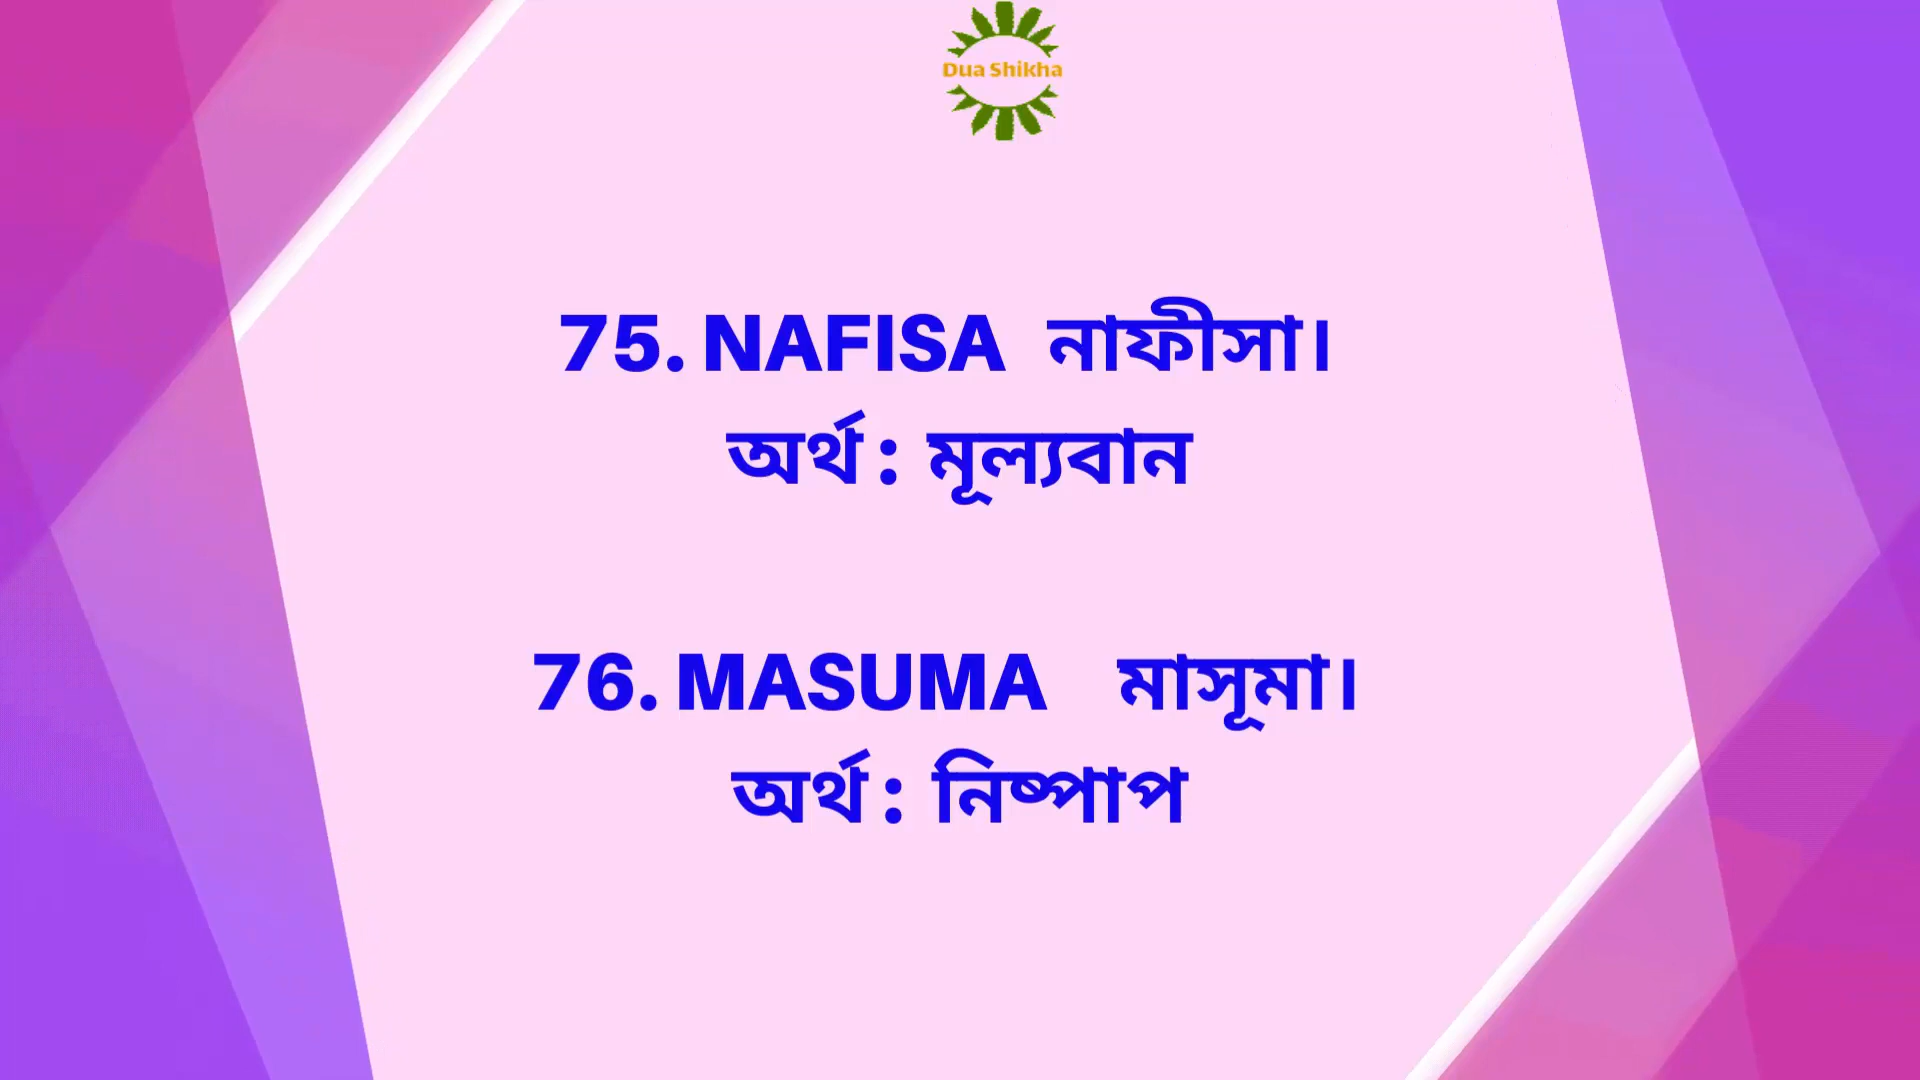 Dua Shikha
75. NAFISA নাফীসা।
অর্থ : মূল্যবান
76. MASUMA মাসূমা।
অর্থ : নিষ্পাপ